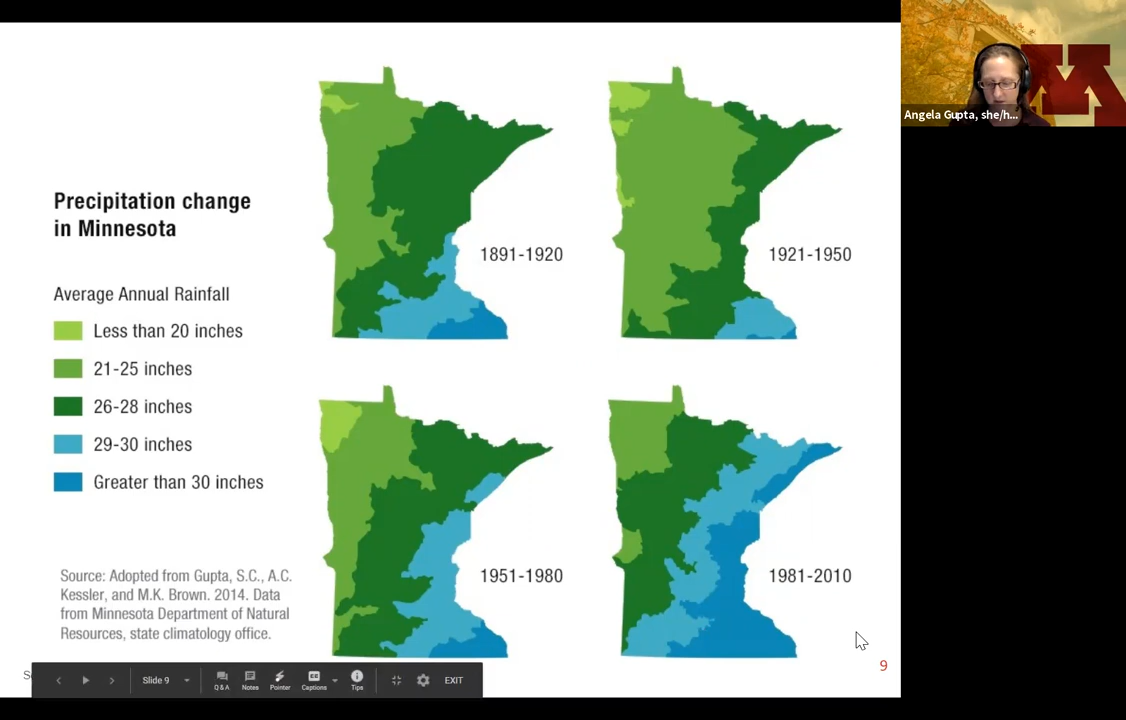 Angela Gupta, she/h...
Precipitation change
in Minnesota
Average Annual Rainfall
Less than 20 inches
21-25 inches
26-28 inches
29-30 inches
Greater than 30 inches
1891-1920
1921-1950
1951-1980
1981-2010
Source: Adopted from Gupta, S.C., A.C.
Kessler, and M.K. Brown. 2014. Data
from Minnesota Department of Natural
Resources, state climatology office.
9
Slide 9
Q & A
Notes
Pointer
Captions
Tips
EXIT